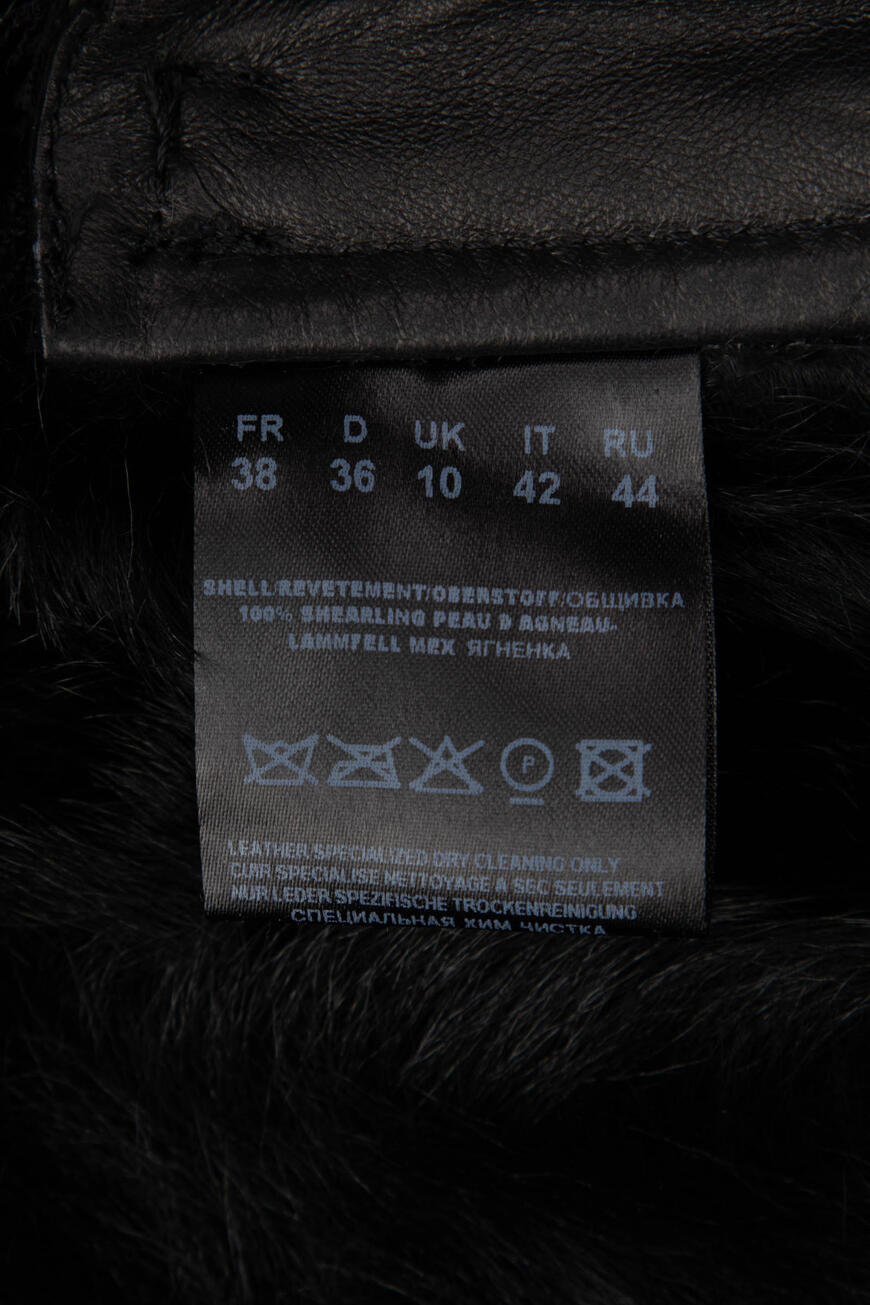 FR D UK IT RU
38 36 10 42 44
SHELL/REVETEMENT/OBERSTOFF/ОБЩИВКА
100% SHEARLING PEAU D AGNEAU-
LAMMFELL МЕХ ЯГНЕНКА
P
LEATHER SPECIALIZED DRY CLEANING ONLY
CUIR SPECIALISE NETTOYAGE A SEC SEULEMENT
NUR LEDER SPEZIFISCHE TROCKENREINIGUNG
СПЕЦИАЛЬНАЯ ХИМ ЧИСТКА